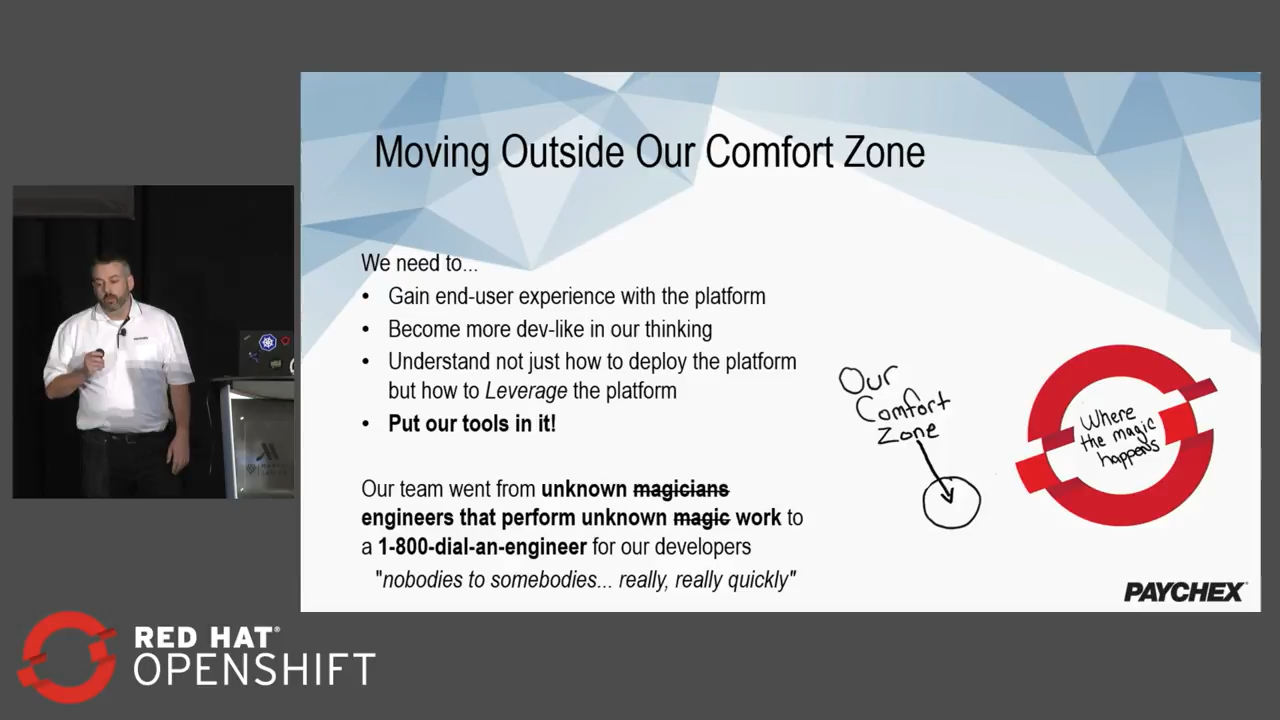 Moving Outside Our Comfort Zone
We need to...
• Gain end-user experience with the platform
• Become more dev-like in our thinking
• Understand not just how to deploy the platform
but how to Leverage the platform
• Put our tools in it!
Our team went from unknown magicians
engineers that perform unknown magic work to
a 1-800-dial-an-engineer for our developers
"nobodies to somebodies... really, really quickly"
Our
Comfort
Zone
Where
the magic
happens
PAYCHEX®
RED HAT®
OPENSHIFT